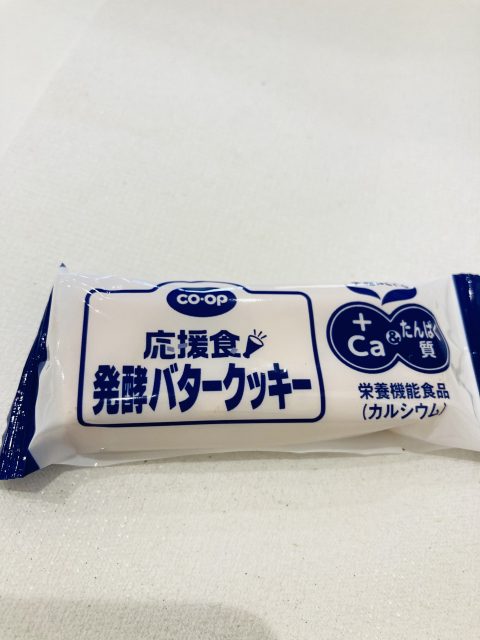 CO·OP
応援食
発酵バタークッキー
+
Ca
&
たんぱく
質
栄養機能食品
(カルシウム)